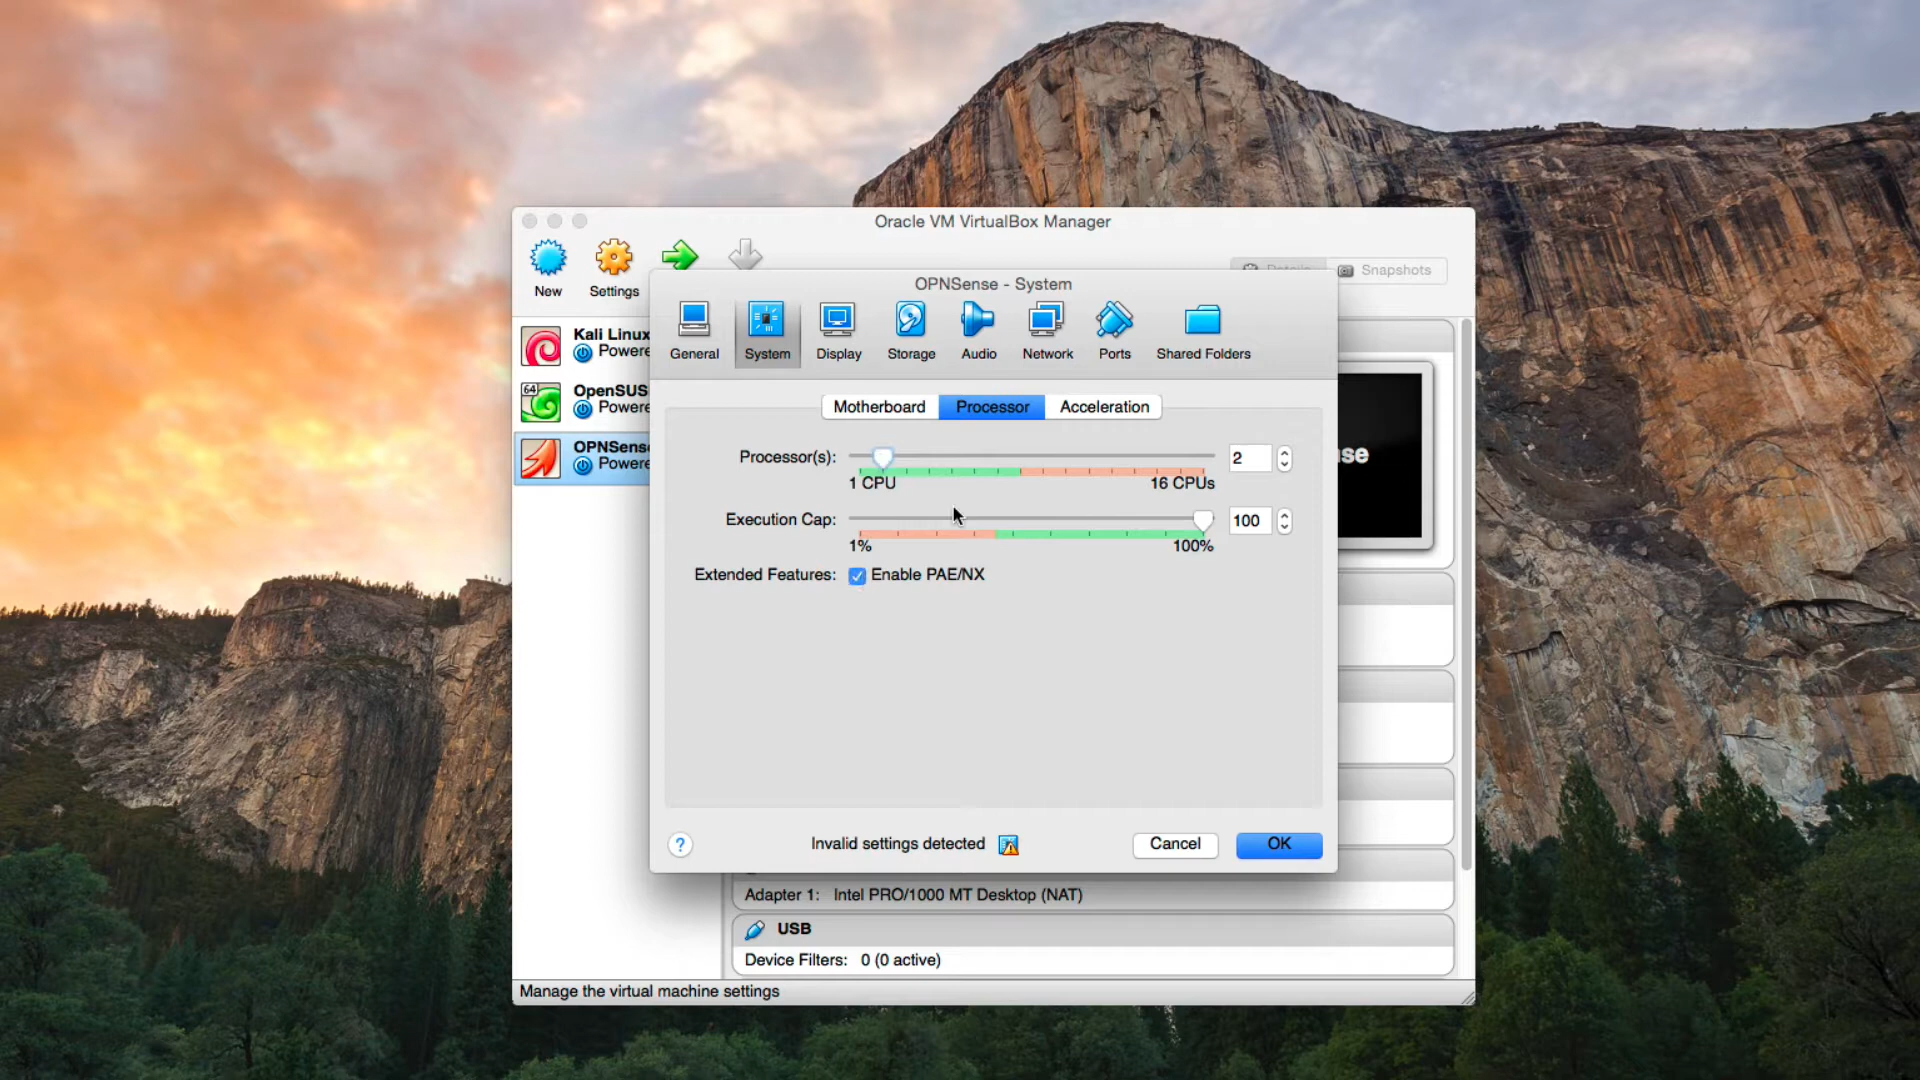 Oracle VM VirtualBox Manager
New
Settings
Snapshots
OPNSense - System
General
System
Display
Storage
Audio
Network
Ports
Shared Folders
Kali Linux
Powere
64
OpenSUS
Powere
OPNSense
Powere
Motherboard
Processor
Acceleration
Processor(s):
2
1 CPU
16 CPUs
Execution Cap:
100
1%
100%
Extended Features:
Enable PAE/NX
se
?
Invalid settings detected
Cancel
OK
Adapter 1: Intel PRO/1000 MT Desktop (NAT)
USB
Device Filters: 0 (0 active)
Manage the virtual machine settings